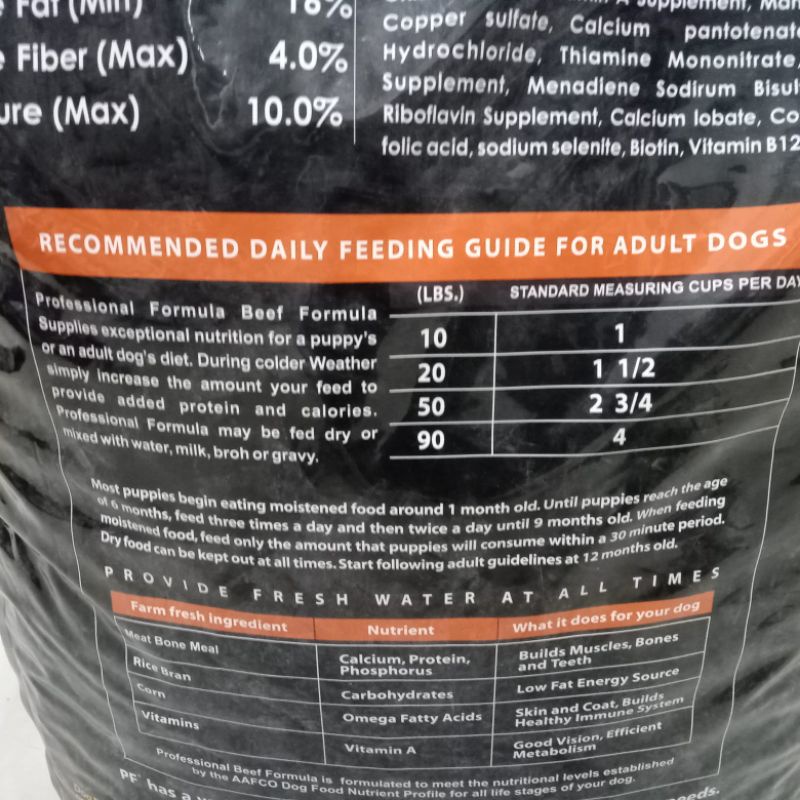 Fat (Min) 16%
Fiber (Max) 4.0%
(Max) 10.0%
Supplement,
Copper sulfate, Calcium
Hydrochloride, Thiamine Mononitrate,
Supplement, Menadiene Sodirum
Riboflavin Supplement, Calcium Iobate,
folic acid, sodium selenite, Biotin, Vitamin B12
RECOMMENDED DAILY FEEDING GUIDE FOR ADULT DOGS
Professional Formula Beef Formula
Supplies exceptional nutrition for a puppy's
or an adult dog's diet. During colder Weather
simply increase the amount your feed to
provide added protein and calories.
Professional Formula may be fed dry or
mixed with water, milk, broh or gravy.
(LBS.) STANDARD MEASURING CUPS PER DAY
10 1
20 1 1/2
50 2 3/4
90 4
Most puppies begin eating moistened food around 1 month old. Until puppies reach the age
of 6 months, feed three times a day and then twice a day until 9 months old. When feeding
moistened food, feed only the amount that puppies will consume within a 30 minute period.
Dry food can be kept out at all times. Start following adult guidelines at 12 months old.
PROVIDE FRESH WATER AT ALL TIMES
Farm fresh ingredient Nutrient What it does for your dog
Meat Bone Meal Calcium, Protein, Phosphorus Builds Muscles, Bones and Teeth
Rice Bran Carbohydrates Low Fat Energy Source
Corn Omega Fatty Acids Skin and Coat, Builds Healthy Immune System
Vitamins Vitamin A Good Vision, Efficient Metabolism
Professional Beef Formula is formulated to meet the nutritional levels established
by the AAFCO Dog Food Nutrient Profile for all life stages of your dog.
PF has a